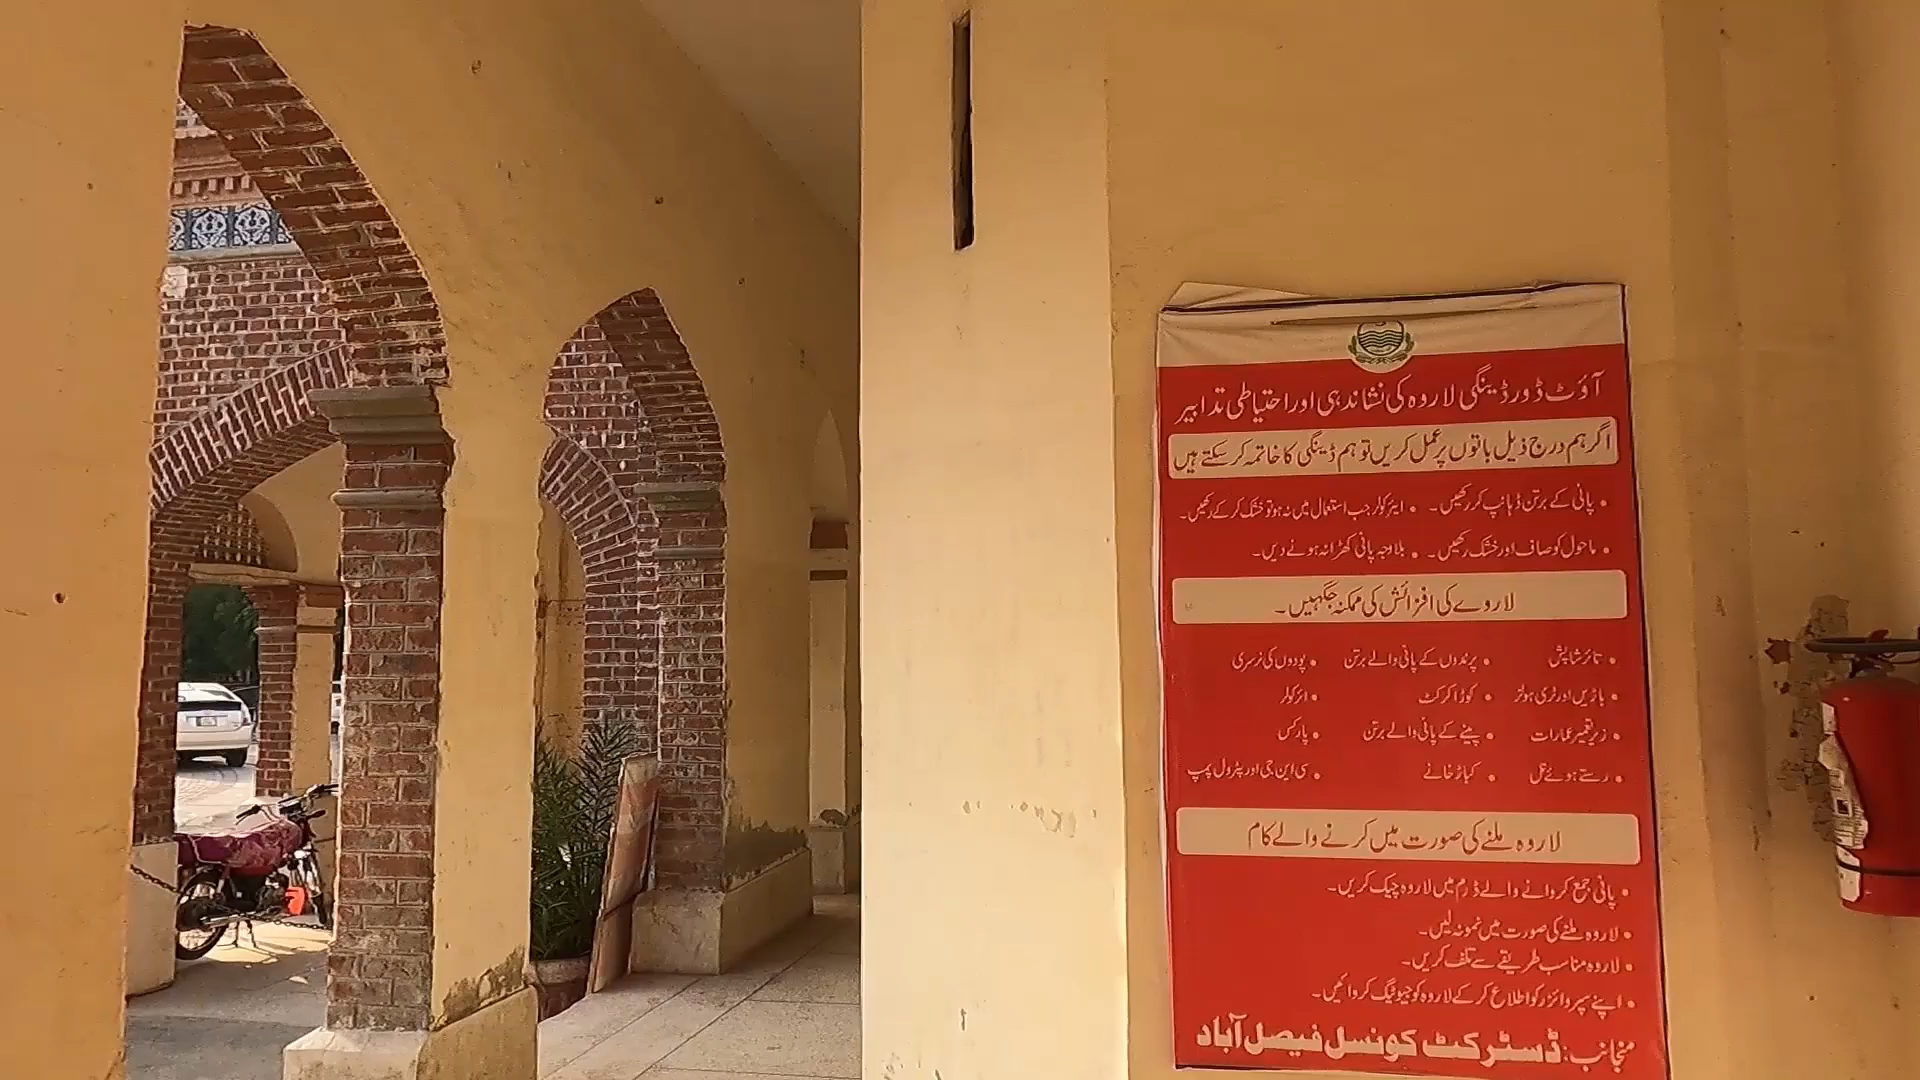 آؤٹ ڈور ڈینگی لاروہ کی نشاندہی اور احتیاطی تدابیر
اگر ہم درج ذیل باتوں پر عمل کریں تو ہم ڈینگی کا خاتمہ کر سکتے ہیں
• پانی کے برتن ڈھانپ کر رکھیں۔ • ایئر کولر جب استعمال میں نہ ہو تو خشک کر کے رکھیں۔
• ماحول کو صاف اور خشک رکھیں۔ • بلاوجہ پانی کھڑا نہ ہونے دیں۔
لاروے کی افزائش کی ممکنہ جگہیں۔
• ٹائر شاپش • پرندوں کے پانی والے برتن • پودوں کی نرسری
• باڑیں اور ٹری ہولز • کوڑا کرکٹ • ائر کولر
• زیر تعمیر عمارات • پینے کے پانی والے برتن • پارکس
• رستے ہوئے نل • کباڑ خانے • سی این جی اور پٹرول پمپ
لاروہ ملنے کی صورت میں کرنے والے کام
• پانی جمع کروانے والے ڈرم میں لاروہ چیک کریں۔
• لاروہ ملنے کی صورت میں نمونہ لیں۔
• لاروہ مناسب طریقے سے تلف کریں۔
• اپنے سپروائزر کو اطلاع کر کے لاروہ کو جیو ٹیگ کروائیں۔
منجانب: ڈسٹرکٹ کونسل فیصل آباد